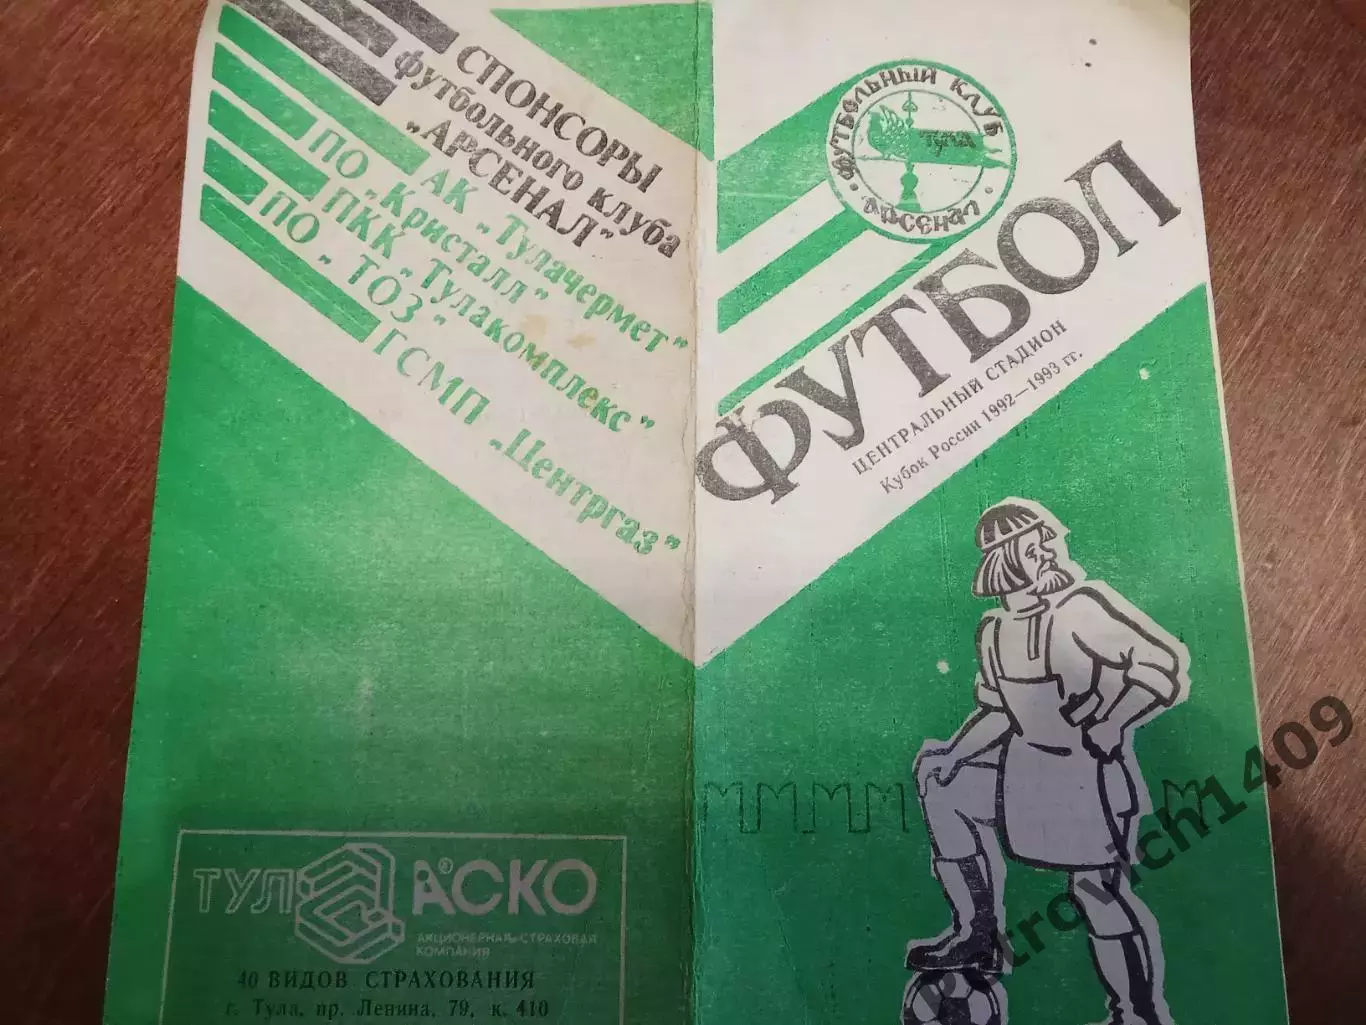 СПОНСОРЫ
футбольного клуба
„АРСЕНАЛ"
АК „Тулачермет"
ПО „Кристалл"
ПКК „Тулакомплекс"
ПО „ТОЗ"
ГСМП „Центргаз"
ТУЛ АСКО
АКЦИОНЕРНАЯ СТРАХОВАЯ
КОМПАНИЯ
40 ВИДОВ СТРАХОВАНИЯ
г. Тула, пр. Ленина, 79, к. 410
ФУТБОЛЬНЫЙ КЛУБ
ТУЛА
АРСЕНАЛ
ФУТБОЛ
ЦЕНТРАЛЬНЫЙ СТАДИОН
Кубок России 1992—1993 гг.
petrovich1409